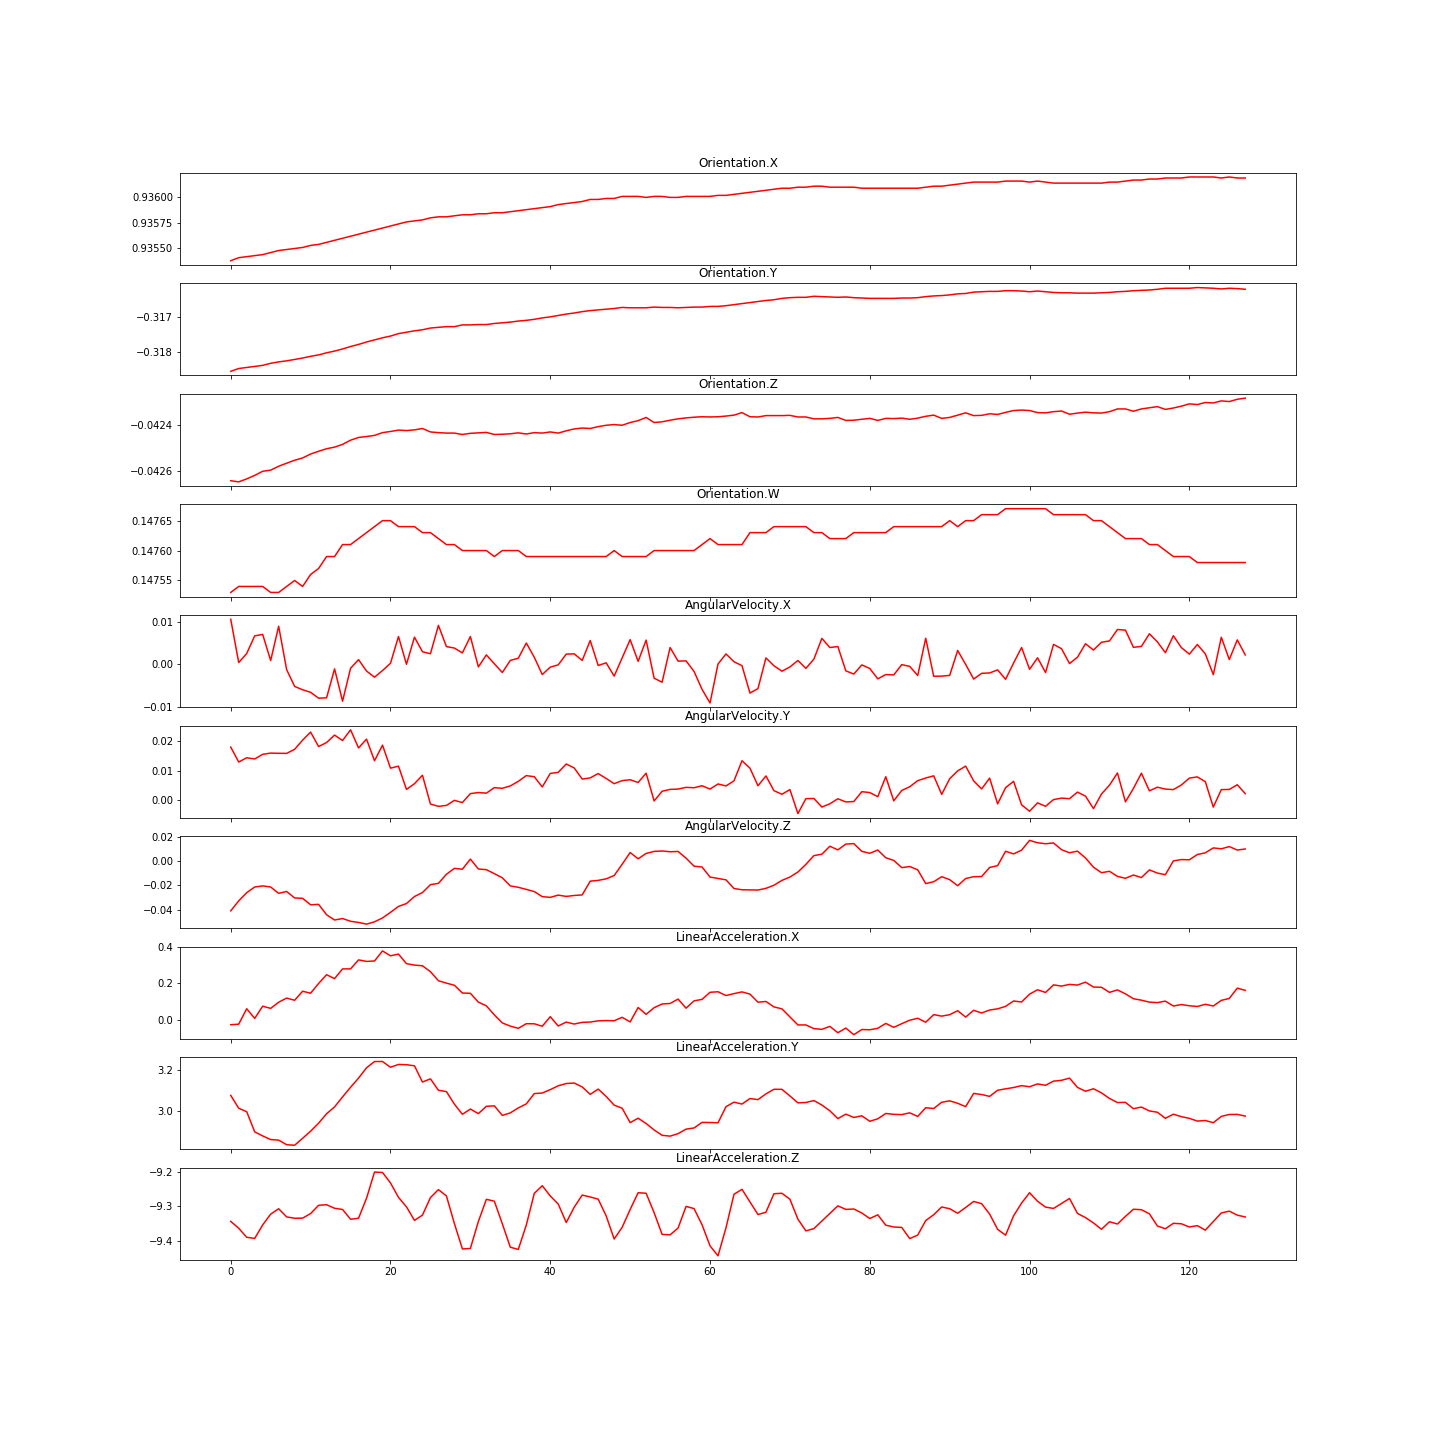 Orientation.X
0.93600
0.93575
0.93550
Orientation.Y
−0.317
−0.318
Orientation.Z
−0.0424
−0.0426
Orientation.W
0.14765
0.14760
0.14755
AngularVelocity.X
0.01
0.00
−0.01
AngularVelocity.Y
0.02
0.01
0.00
AngularVelocity.Z
0.02
0.00
−0.02
−0.04
LinearAcceleration.X
0.4
0.2
0.0
LinearAcceleration.Y
3.2
3.0
LinearAcceleration.Z
−9.2
−9.3
−9.4
0 20 40 60 80 100 120